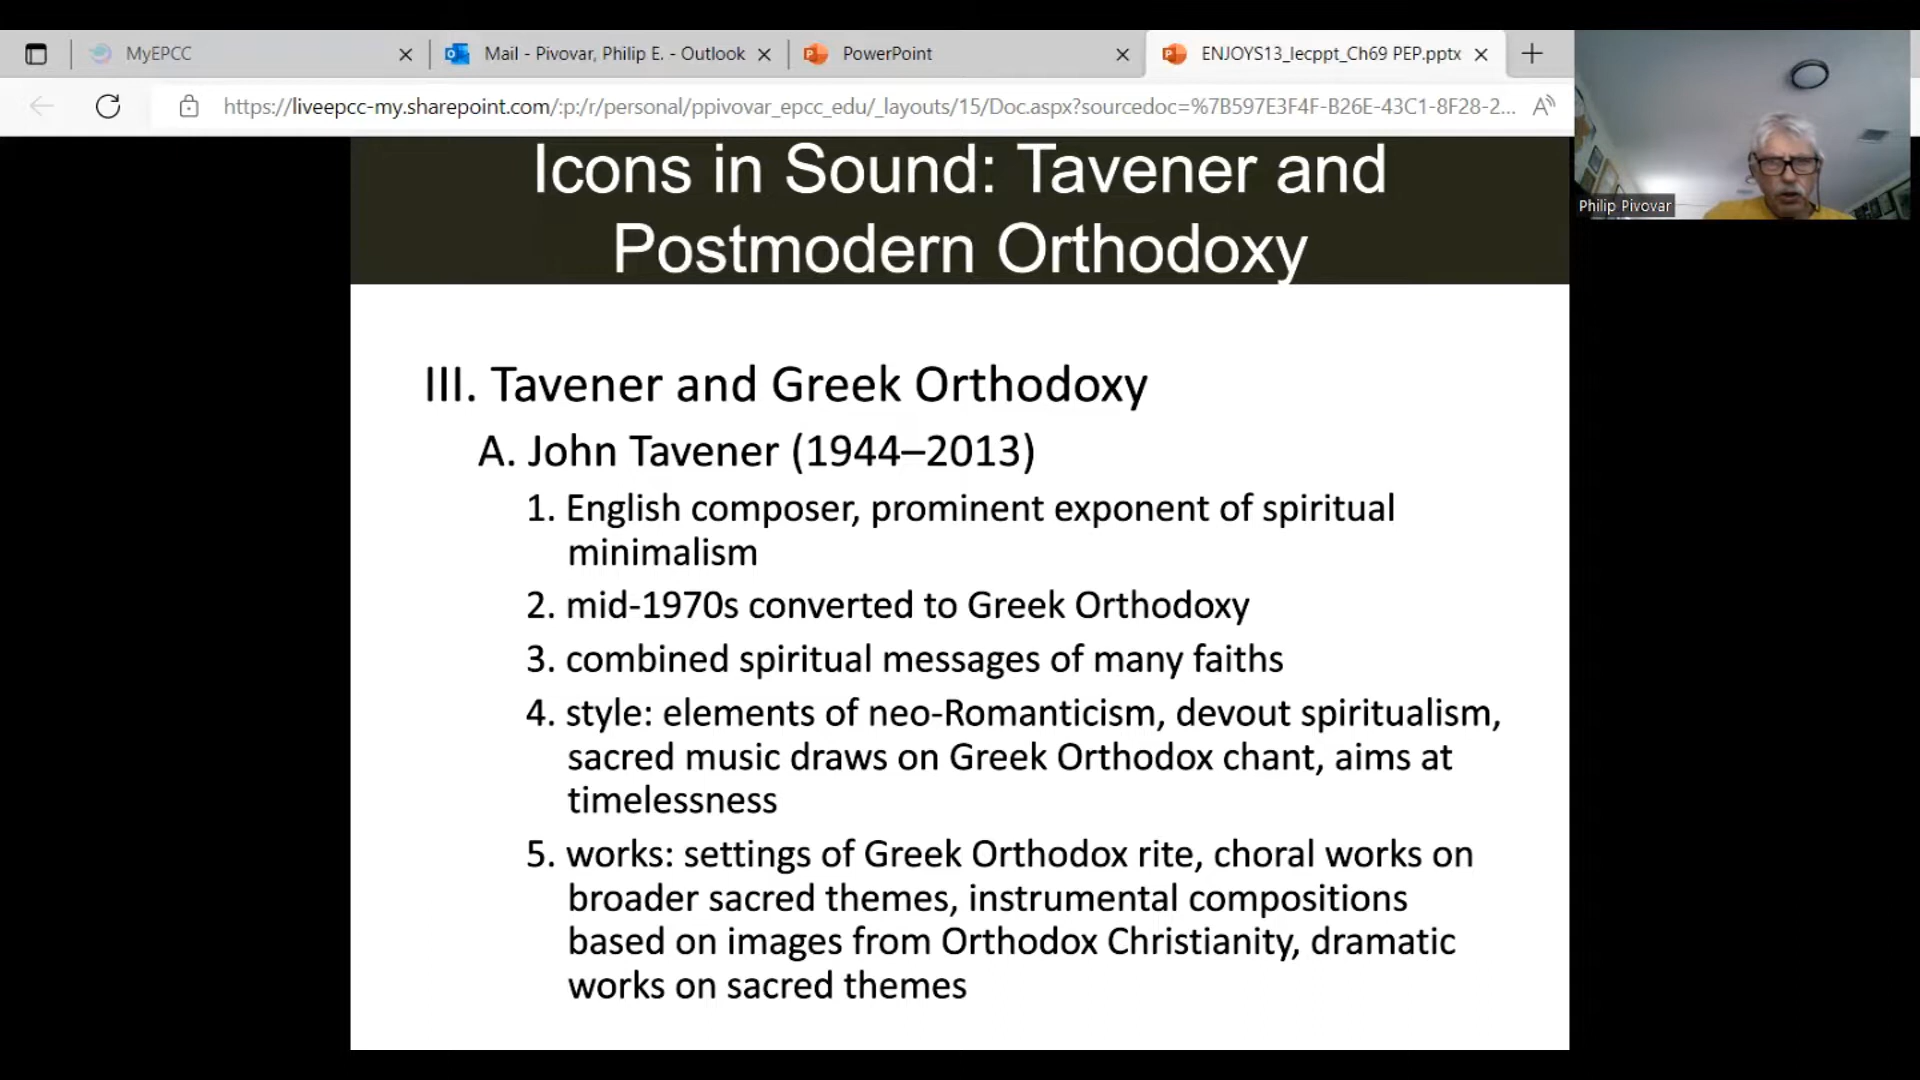 MyEPCC
Mail - Pivovar, Philip E. - Outlook
PowerPoint
ENJOYS13_lecppt_Ch69 PEP.pptx
https://liveepcc-my.sharepoint.com/:p:/r/personal/ppivovar_epcc_edu/_layouts/15/Doc.aspx?sourcedoc=%7B597E3F4F-B26E-43C1-8F28-2...
Philip Pivovar
Icons in Sound: Tavener and
Postmodern Orthodoxy
III. Tavener and Greek Orthodoxy
A. John Tavener (1944–2013)
1. English composer, prominent exponent of spiritual
minimalism
2. mid-1970s converted to Greek Orthodoxy
3. combined spiritual messages of many faiths
4. style: elements of neo-Romanticism, devout spiritualism,
sacred music draws on Greek Orthodox chant, aims at
timelessness
5. works: settings of Greek Orthodox rite, choral works on
broader sacred themes, instrumental compositions
based on images from Orthodox Christianity, dramatic
works on sacred themes